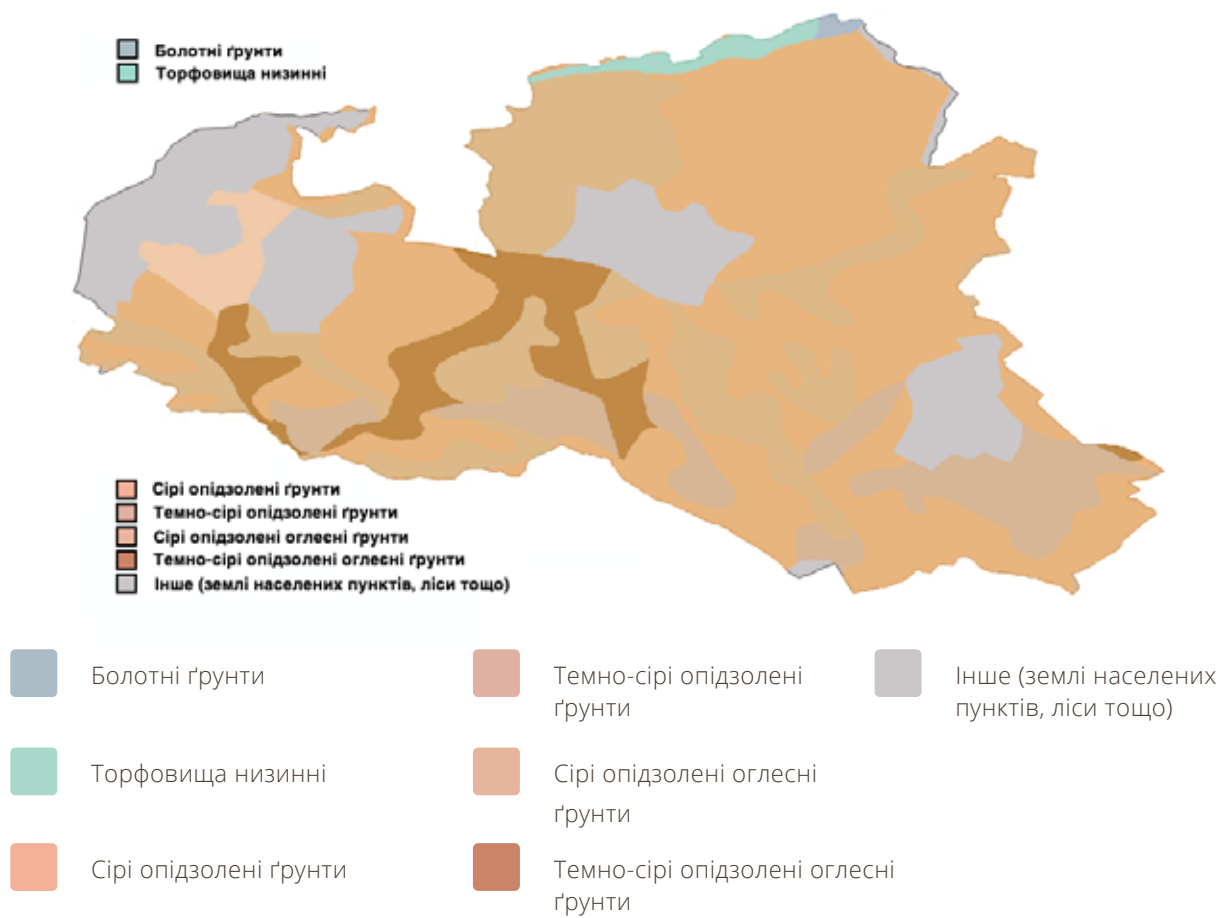 Болотні ґрунти
Торфовища низинні
Сірі опідзолені ґрунти
Темно-сірі опідзолені ґрунти
Сірі опідзолені оглесні ґрунти
Темно-сірі опідзолені оглесні ґрунти
Інше (землі населених пунктів, ліси тощо)
Болотні ґрунти
Торфовища низинні
Сірі опідзолені ґрунти
Темно-сірі опідзолені
ґрунти
Сірі опідзолені оглесні
ґрунти
Темно-сірі опідзолені оглесні
ґрунти
Інше (землі населених
пунктів, ліси тощо)